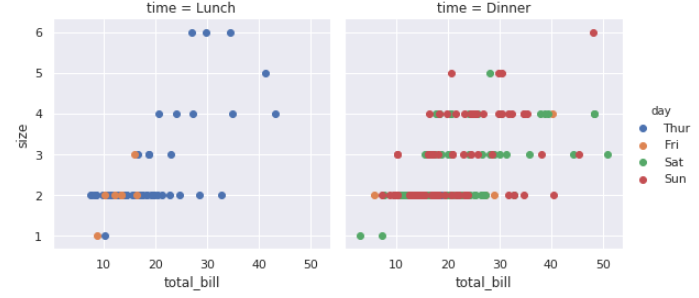 time = Lunch
time = Dinner
6
5
4
3
2
1
size
10 20 30 40 50
10 20 30 40 50
total_bill
total_bill
day
Thur
Fri
Sat
Sun